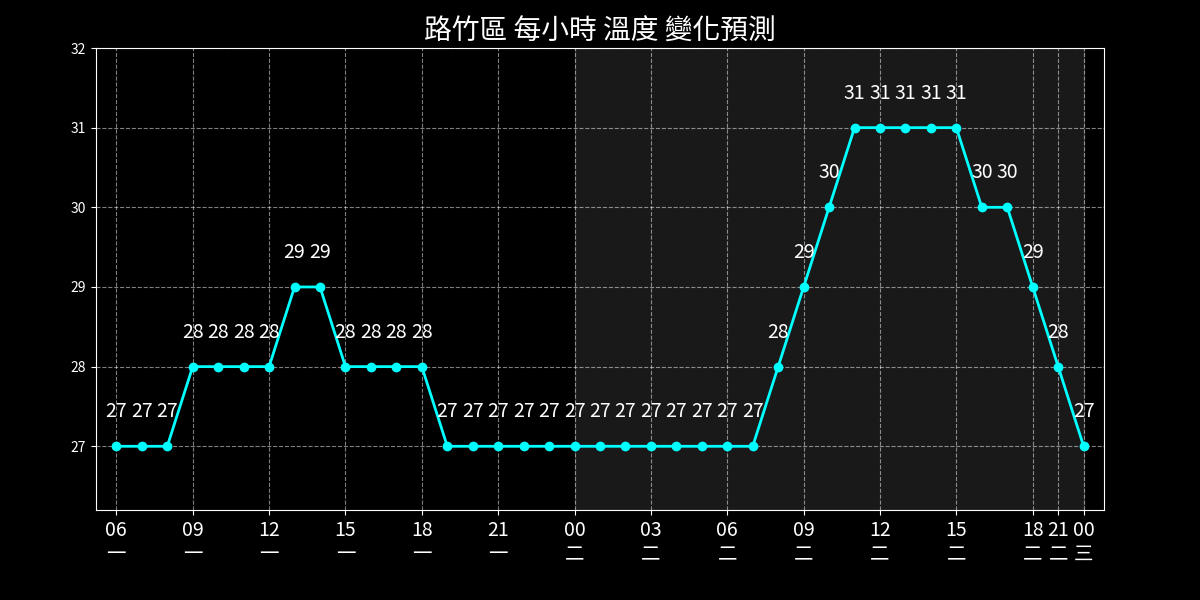 路竹區 每小時 溫度 變化預測
32
31 31 31 31 31
31
30 30 30
30
29 29 29 29
29
28 28 28 28 28 28 28 28 28 28
28
27 27 27 27 27 27 27 27 27 27 27 27 27 27 27 27 27
27
06 09 12 15 18 21 00 03 06 09 12 15 18 21 00
一 一 一 一 一 一 二 二 二 二 二 二 二 二 三